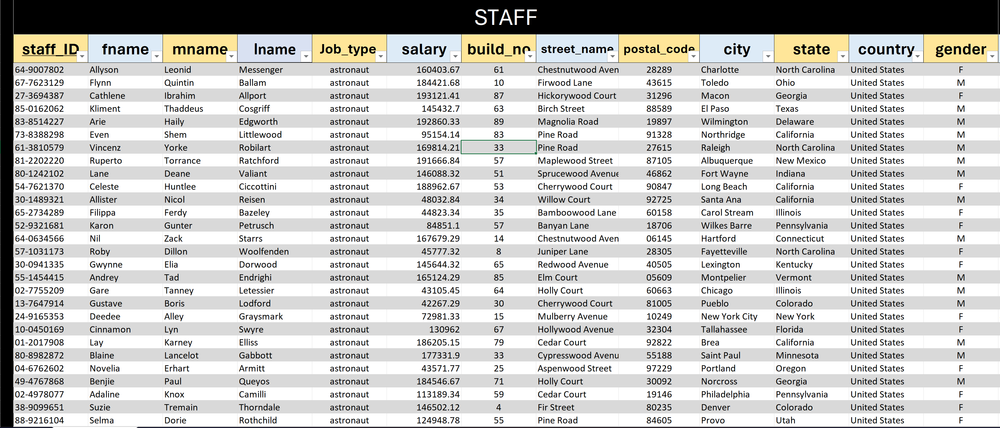 STAFF
staff_ID fname mname lname Job_type salary build_no street_name postal_code city state country gender
64-9007802 Allyson Leonid Messenger astronaut 160403.67 61 Chestnutwood Aven 28289 Charlotte North Carolina United States F
67-7623129 Flynn Quintin Ballam astronaut 184421.68 10 Firwood Lane 43615 Toledo Ohio United States M
27-3694387 Cathlene Ibrahim Allport astronaut 193121.41 87 Hickorywood Court 31296 Macon Georgia United States F
85-0162062 Kliment Thaddeus Cosgriff astronaut 145432.7 63 Birch Street 88589 El Paso Texas United States M
83-8514227 Arie Haily Edgworth astronaut 192860.33 89 Magnolia Road 19897 Wilmington Delaware United States M
73-8388298 Even Shem Littlewood astronaut 95154.14 83 Pine Road 91328 Northridge California United States M
61-3810579 Vincenz Yorke Robilart astronaut 169814.21 33 Pine Road 27615 Raleigh North Carolina United States M
81-2202220 Ruperto Torrance Ratchford astronaut 191666.84 57 Maplewood Street 87105 Albuquerque New Mexico United States M
80-1242102 Lane Deane Valiant astronaut 146088.32 51 Sprucewood Avenue 46862 Fort Wayne Indiana United States M
54-7621370 Celeste Huntlee Ciccottini astronaut 188962.67 53 Cherrywood Court 90847 Long Beach California United States F
30-1489321 Allister Nicol Reisen astronaut 48032.84 34 Willow Court 92725 Santa Ana California United States M
65-2734289 Filippa Ferdy Bazeley astronaut 44823.34 35 Bamboowood Lane 60158 Carol Stream Illinois United States F
52-9321681 Karon Gunter Petrusch astronaut 84851.1 57 Banyan Lane 18706 Wilkes Barre Pennsylvania United States F
64-0634566 Nil Zack Starrs astronaut 167679.29 14 Chestnutwood Aven 06145 Hartford Connecticut United States M
57-1031173 Roby Dillon Woolfenden astronaut 45777.32 8 Juniper Lane 28305 Fayetteville North Carolina United States F
30-0941335 Gwynne Elia Dorwood astronaut 145644.32 65 Redwood Avenue 40505 Lexington Kentucky United States F
55-1454415 Andrey Tad Endrighi astronaut 165124.29 85 Elm Court 05609 Montpelier Vermont United States M
02-7755209 Gare Tanney Letessier astronaut 43105.45 64 Holly Court 60663 Chicago Illinois United States M
13-7647914 Gustave Boris Lodford astronaut 42267.29 30 Cherrywood Court 81005 Pueblo Colorado United States M
24-9165353 Deedee Alley Graysmark astronaut 72981.33 15 Mulberry Avenue 10249 New York City New York United States F
10-0450169 Cinnamon Lyn Swyre astronaut 130962 67 Hollywood Avenue 32304 Tallahassee Florida United States F
01-2017908 Lay Karney Elliss astronaut 186205.15 79 Cedar Court 92822 Brea California United States M
80-8982872 Blaine Lancelot Gabbott astronaut 177331.9 33 Cypresswood Avenu 55188 Saint Paul Minnesota United States M
04-6762602 Novelia Erhart Armitt astronaut 43571.77 25 Aspenwood Street 97229 Portland Oregon United States F
49-4767868 Benjie Paul Queyos astronaut 184546.67 71 Holly Court 30092 Norcross Georgia United States M
02-4978077 Adaline Knox Camilli astronaut 113189.34 59 Cedar Court 19146 Philadelphia Pennsylvania United States F
38-9099651 Suzie Tremain Thorndale astronaut 146502.12 4 Fir Street 80235 Denver Colorado United States F
88-9216104 Selma Dorie Rothchild astronaut 124948.78 55 Pine Road 84605 Provo Utah United States F